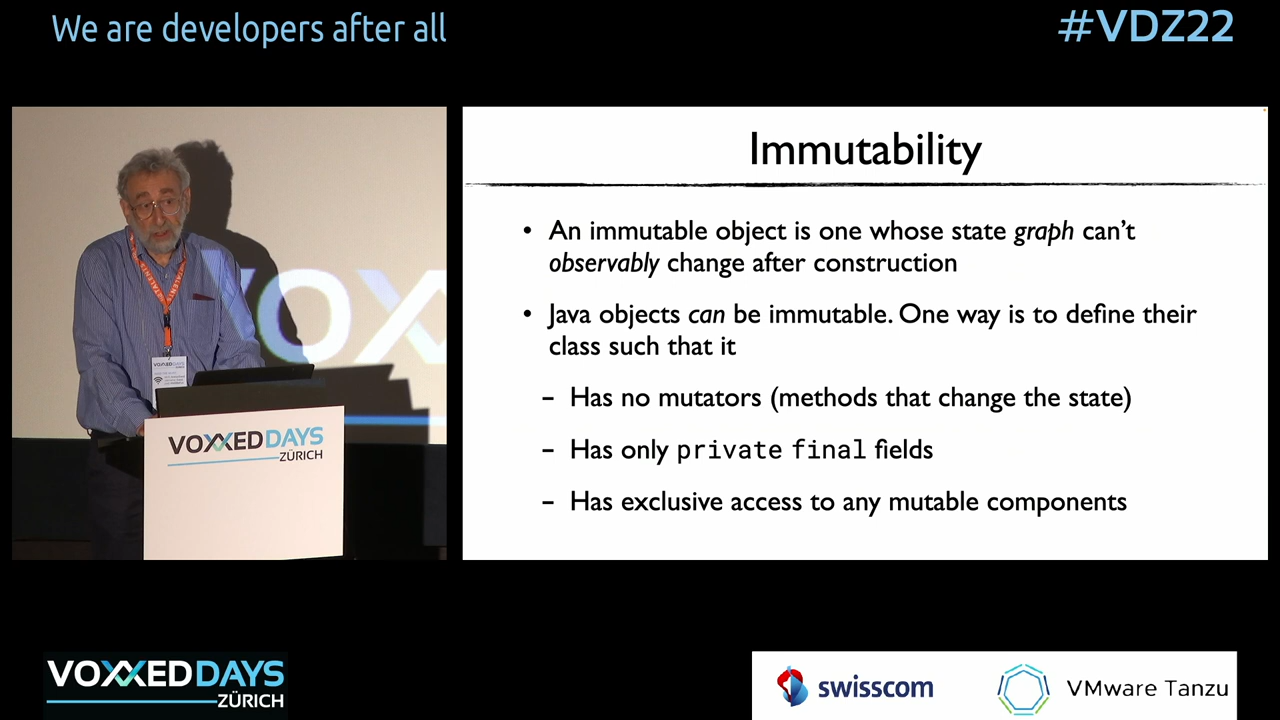 We are developers after all
#VDZ22
VOXXED DAYS
ZÜRICH
Immutability
• An immutable object is one whose state graph can't
observably change after construction
• Java objects can be immutable. One way is to define their
class such that it
– Has no mutators (methods that change the state)
– Has only private final fields
– Has exclusive access to any mutable components
VOXXED DAYS
ZÜRICH
swisscom
VMware Tanzu